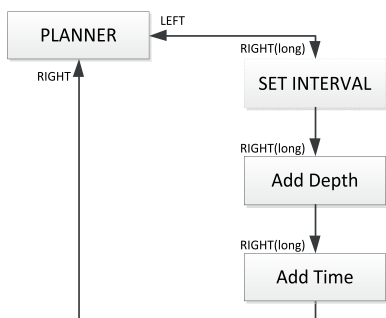 LEFT
PLANNER
RIGHT(long)
RIGHT
SET INTERVAL
RIGHT(long)
Add Depth
RIGHT(long)
Add Time